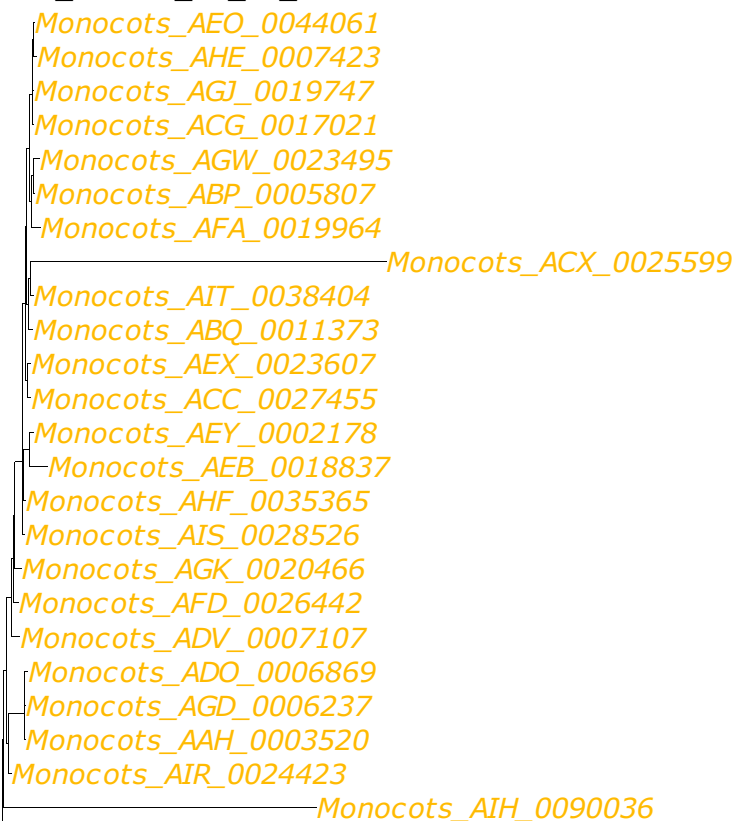 Monocots_AEO_0044061
Monocots_AHE_0007423
Monocots_AGJ_0019747
Monocots_ACG_0017021
Monocots_AGW_0023495
Monocots_ABP_0005807
Monocots_AFA_0019964
Monocots_ACX_0025599
Monocots_AIT_0038404
Monocots_ABQ_0011373
Monocots_AEX_0023607
Monocots_ACC_0027455
Monocots_AEY_0002178
Monocots_AEB_0018837
Monocots_AHF_0035365
Monocots_AIS_0028526
Monocots_AGK_0020466
Monocots_AFD_0026442
Monocots_ADV_0007107
Monocots_ADO_0006869
Monocots_AGD_0006237
Monocots_AAH_0003520
Monocots_AIR_0024423
Monocots_AIH_0090036